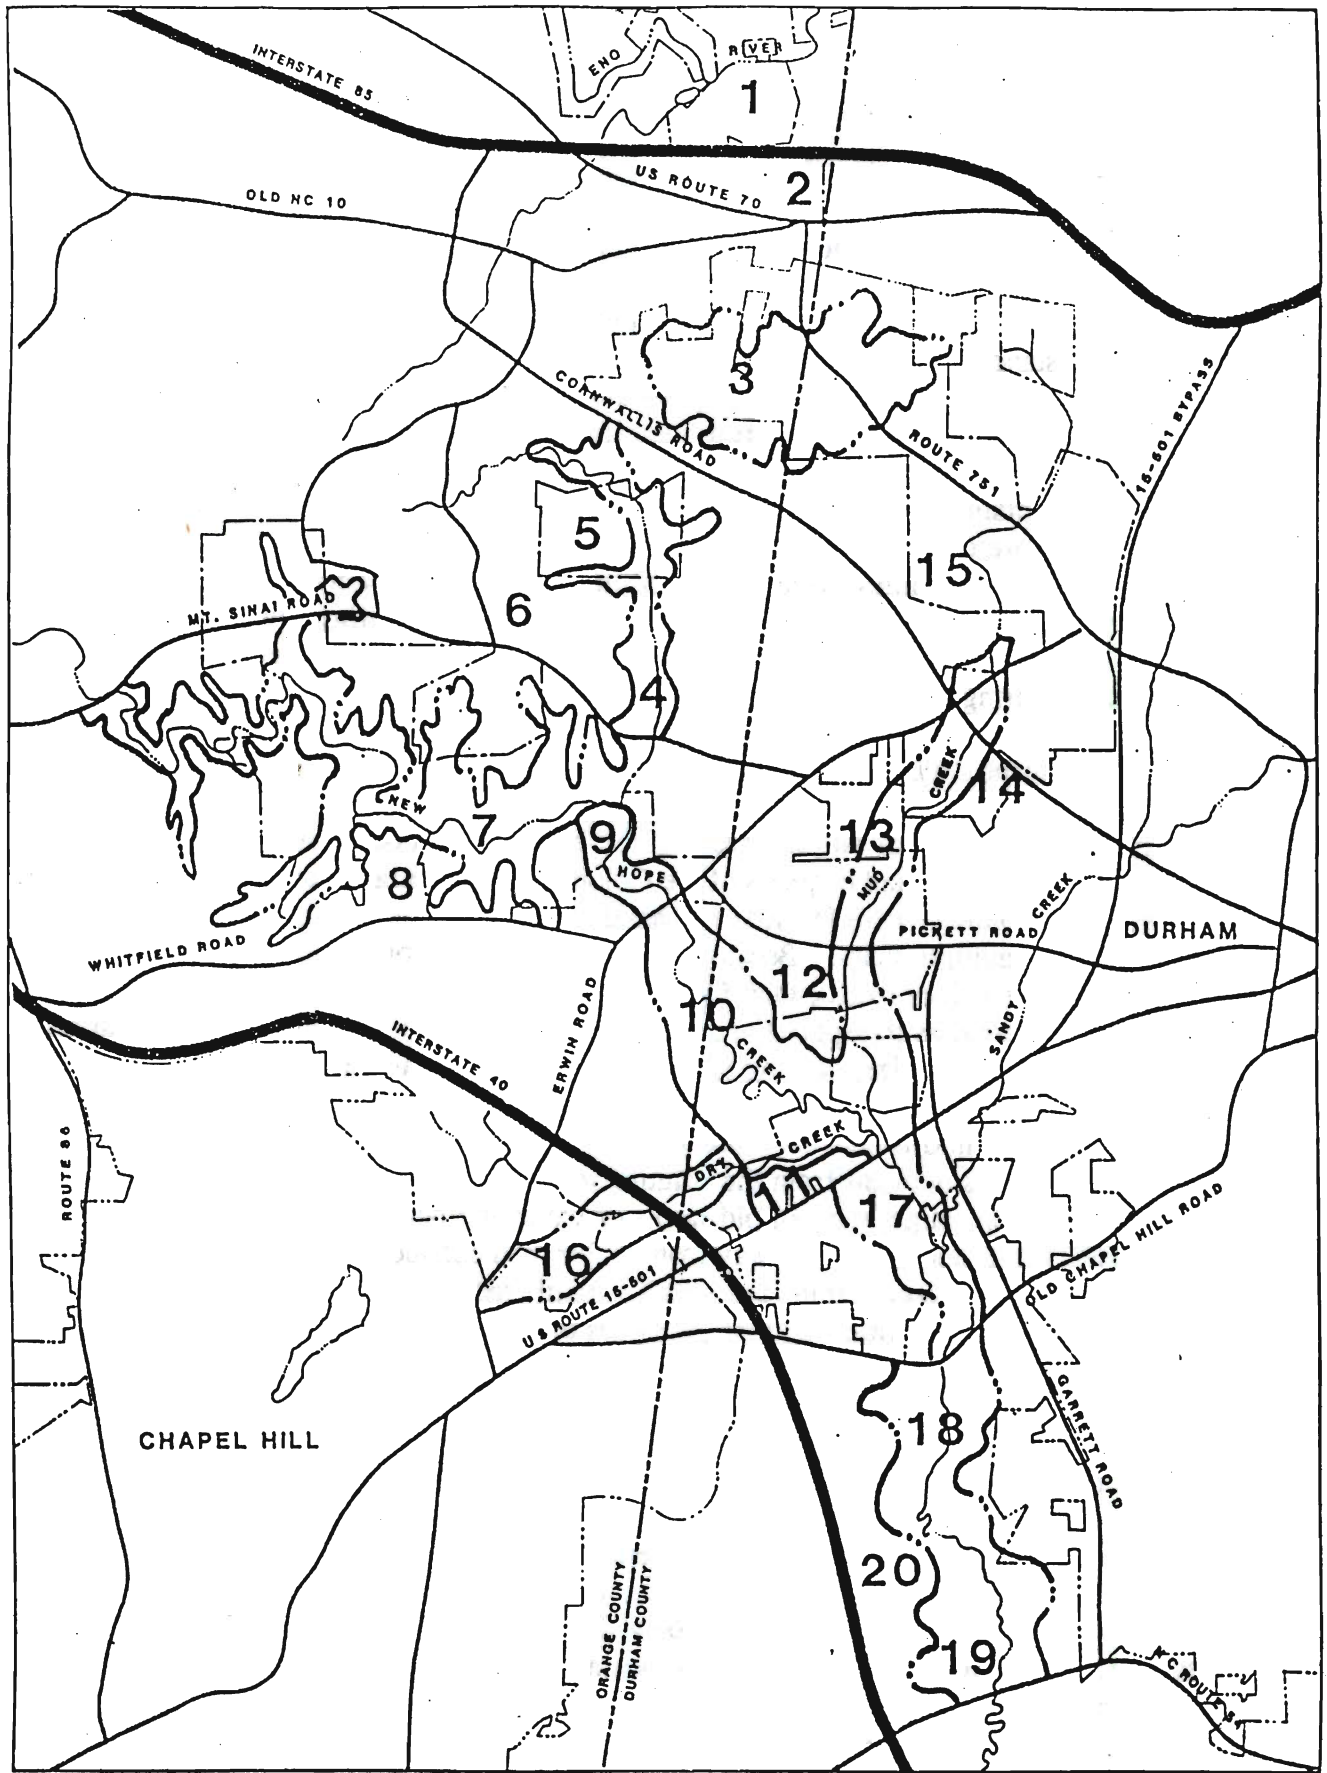 ENO
RIVER
INTERSTATE 85
1
US ROUTE 70
2
OLD NC 10
3
CORNWALLIS ROAD
ROUTE 751
15-501 BYPASS
5
15
MT. SINAI ROAD
6
4
CREEK
14
NEW
7
13
9
8
HOPE
MUD
CREEK
PICKETT ROAD
DURHAM
WHITFIELD ROAD
12
ERWIN ROAD
10
SANDY
INTERSTATE 40
CREEK
ROUTE 86
CREEK
DRY
11
17
OLD CHAPEL HILL ROAD
16
US ROUTE 15-501
GARRETT ROAD
18
CHAPEL HILL
20
ORANGE COUNTY
DURHAM COUNTY
19
NC ROUTE 54